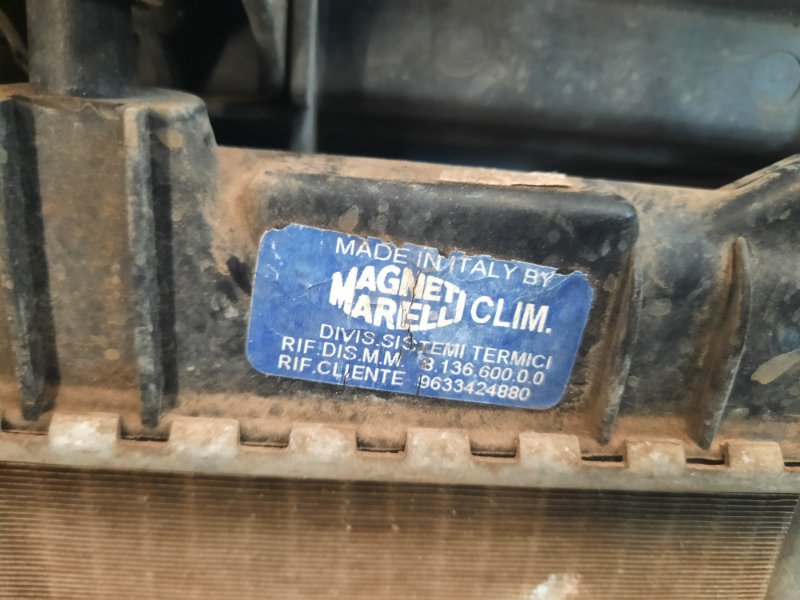 MADE IN ITALY BY
MAGNETI
MARELLI CLIM.
DIVIS.SISTEMI TERMICI
RIF.DIS.M.M. 8.136.600.0.0
RIF.CLIENTE 9633424880